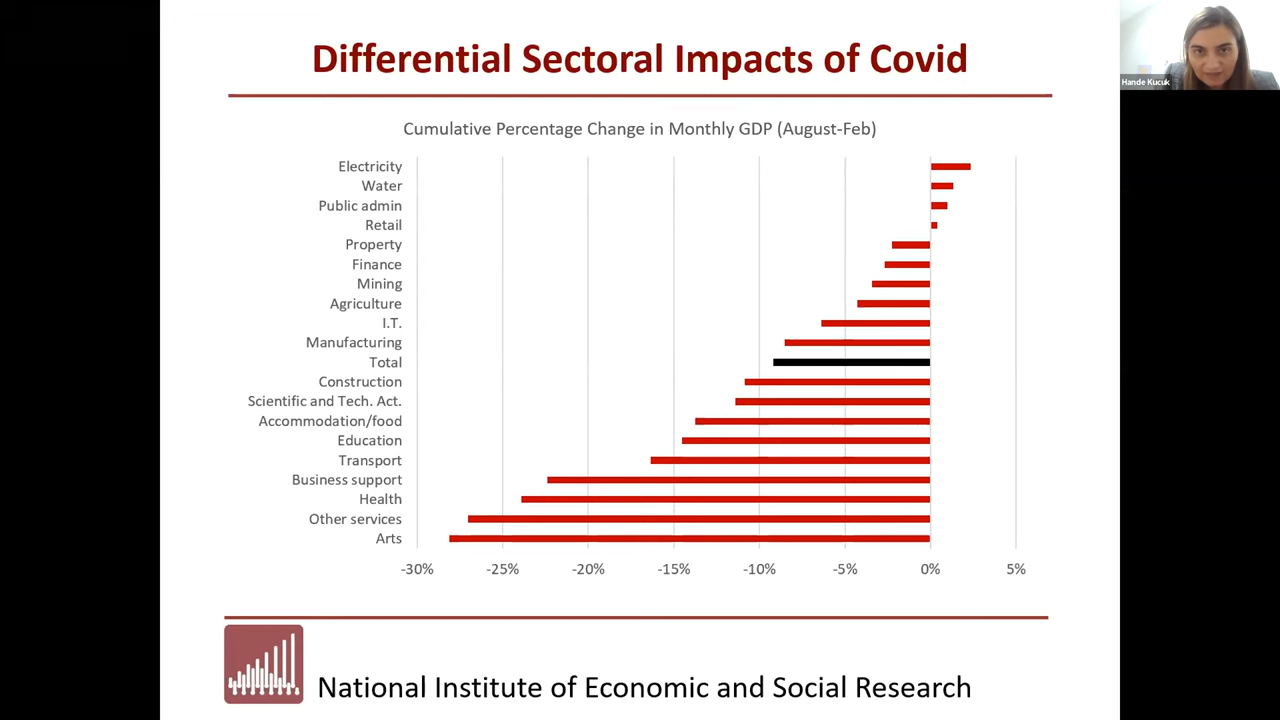 Differential Sectoral Impacts of Covid
Hande Kucuk
Cumulative Percentage Change in Monthly GDP (August-Feb)
Electricity
Water
Public admin
Retail
Property
Finance
Mining
Agriculture
I.T.
Manufacturing
Total
Construction
Scientific and Tech. Act.
Accommodation/food
Education
Transport
Business support
Health
Other services
Arts
-30% -25% -20% -15% -10% -5% 0% 5%
National Institute of Economic and Social Research